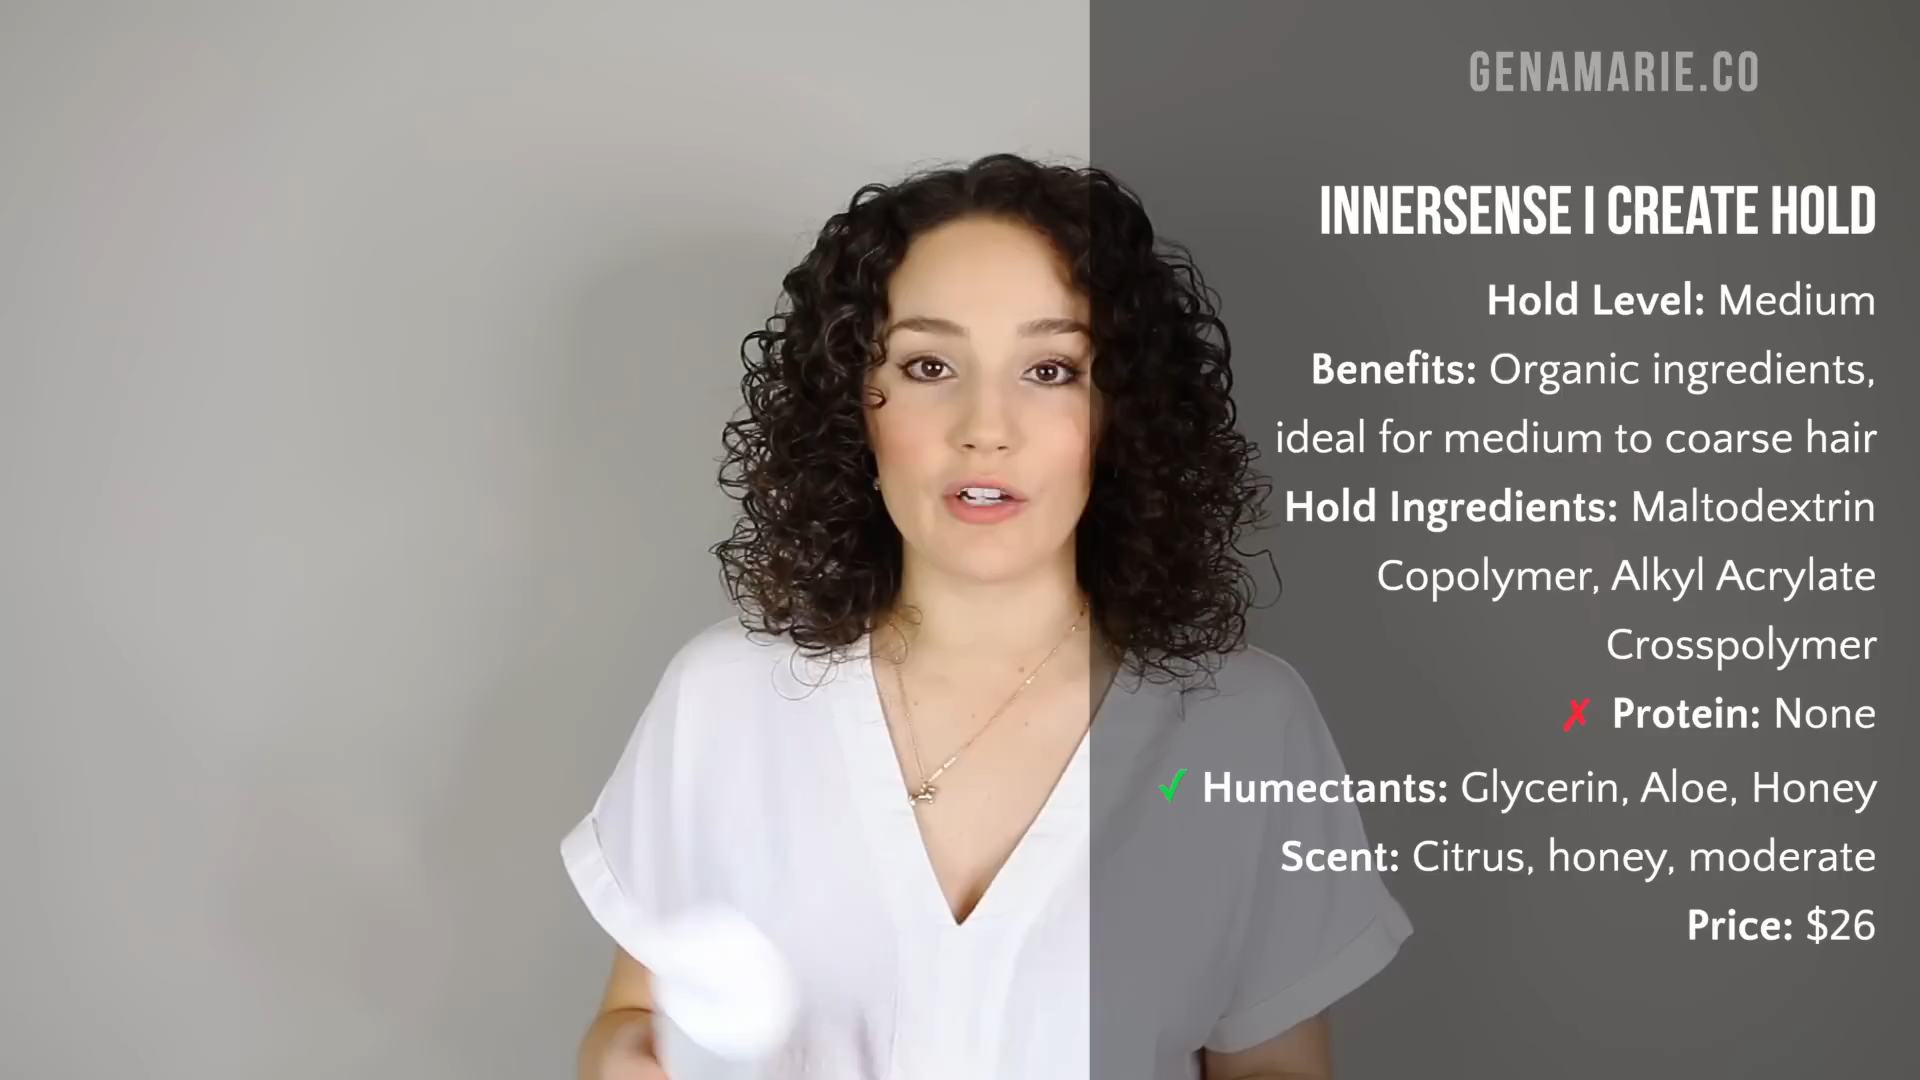 GENAMARIE.CO
INNERSENSE I CREATE HOLD
Hold Level: Medium
Benefits: Organic ingredients,
ideal for medium to coarse hair
Hold Ingredients: Maltodextrin
Copolymer, Alkyl Acrylate
Crosspolymer
✗ Protein: None
✓ Humectants: Glycerin, Aloe, Honey
Scent: Citrus, honey, moderate
Price: $26